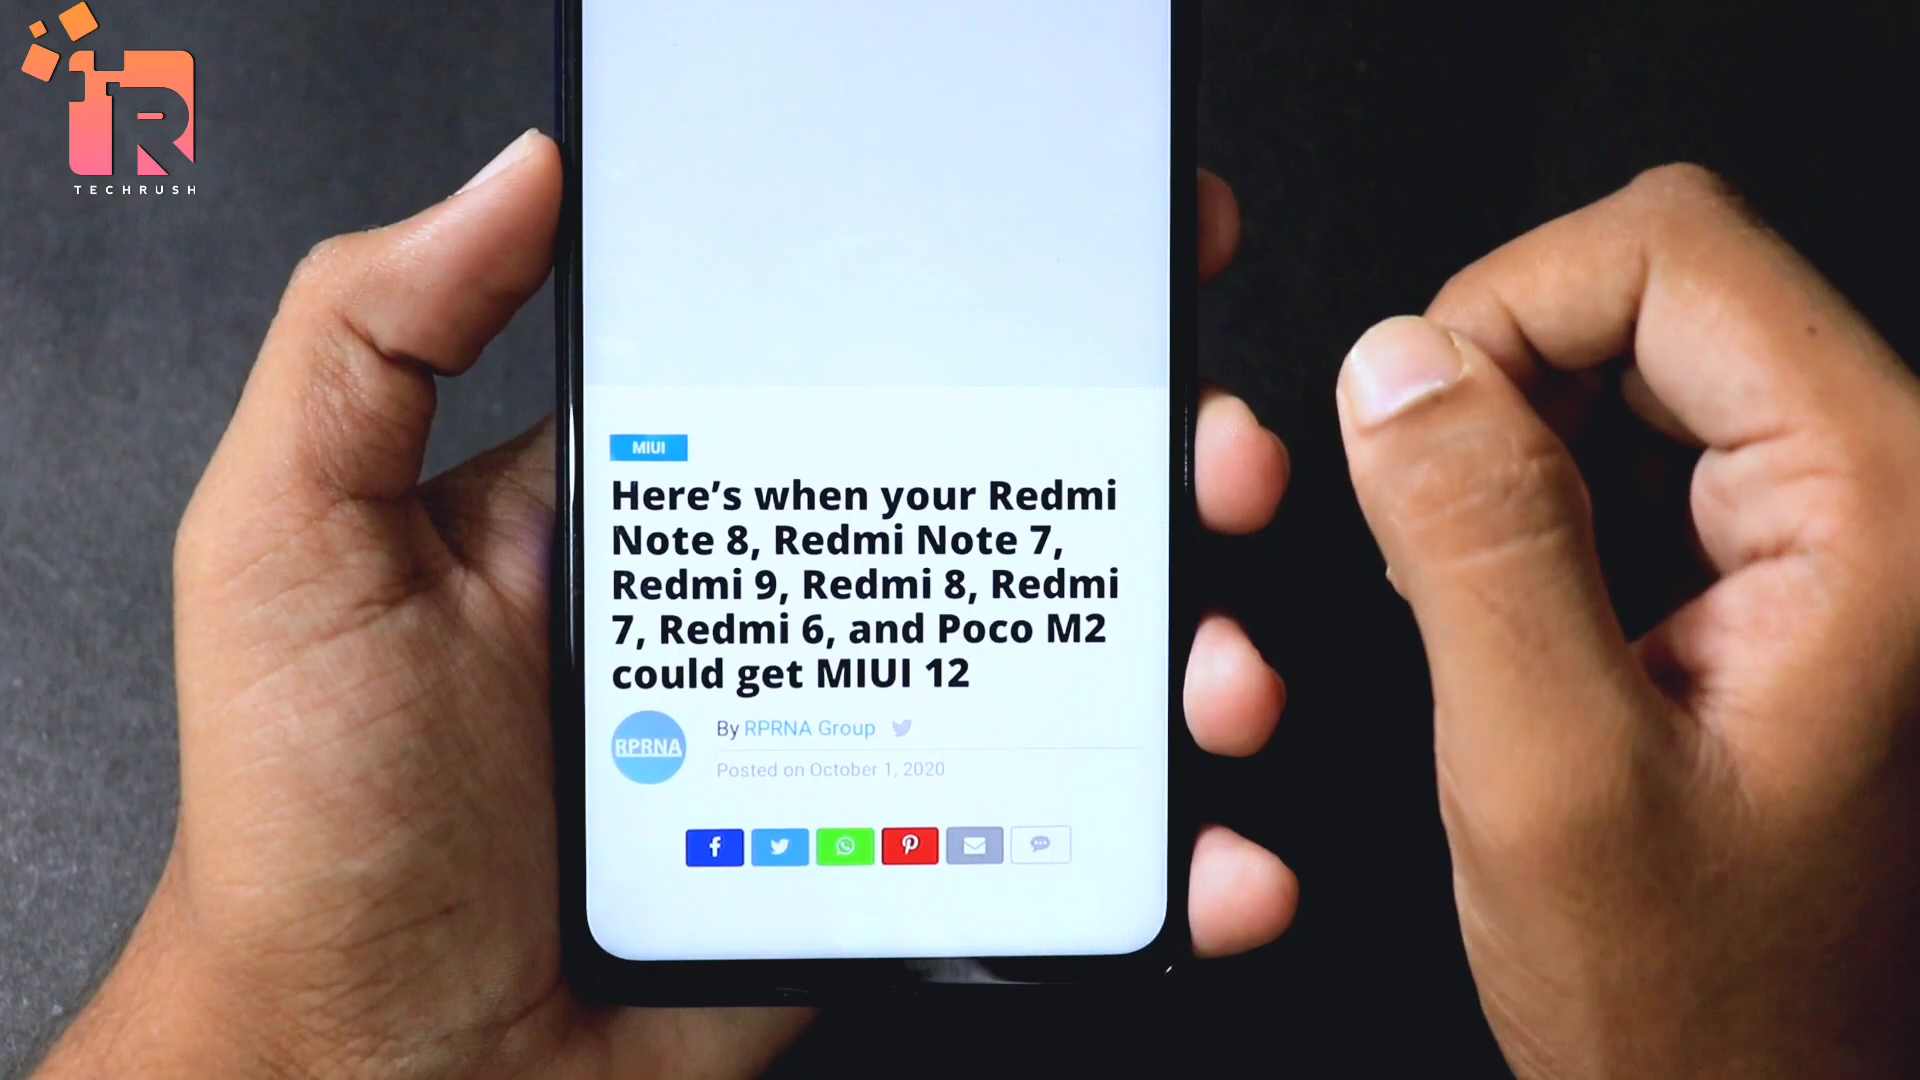 TECHRUSH
MIUI
Here’s when your Redmi
Note 8, Redmi Note 7,
Redmi 9, Redmi 8, Redmi
7, Redmi 6, and Poco M2
could get MIUI 12
RPRNA
By RPRNA Group
Posted on October 1, 2020